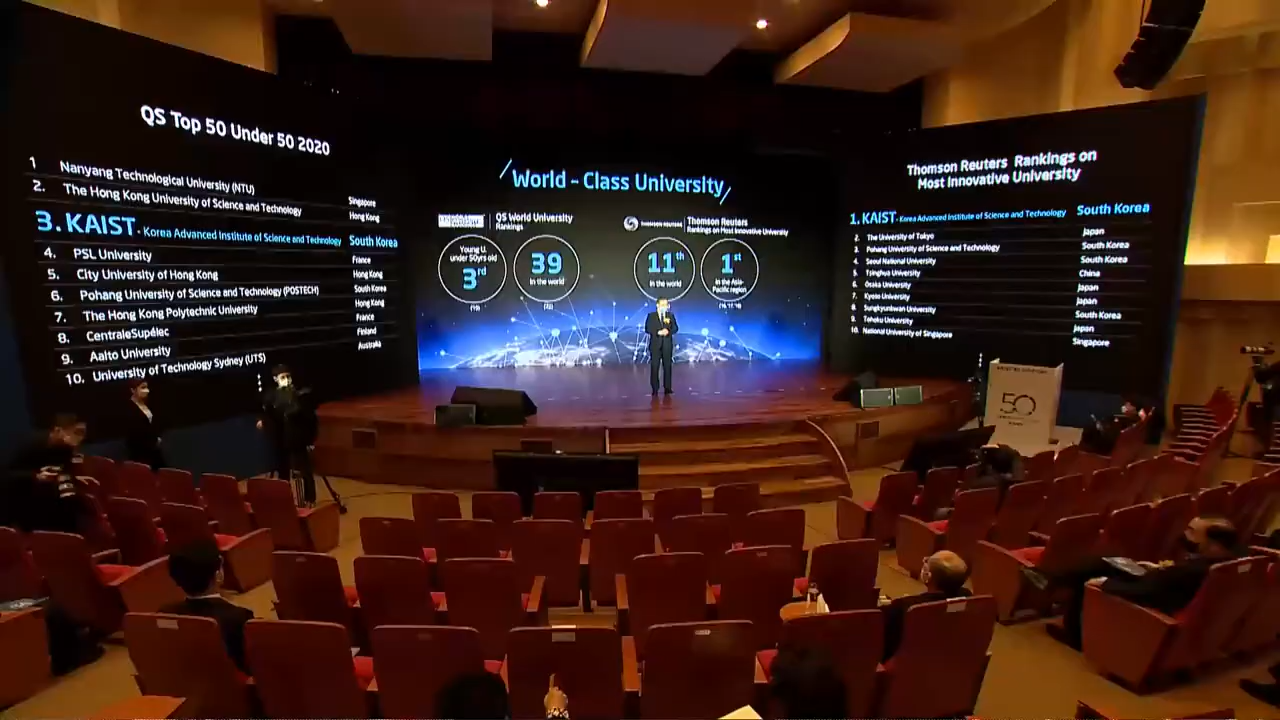 QS Top 50 Under 50 2020
1 Nanyang Technological University (NTU) Singapore
2. The Hong Kong University of Science and Technology Hong Kong
3. KAIST - Korea Advanced Institute of Science and Technology South Korea
4. PSL University France
5. City University of Hong Kong Hong Kong
6. Pohang University of Science and Technology (POSTECH) South Korea
7. The Hong Kong Polytechnic University Hong Kong
8. CentraleSupélec France
9. Aalto University Finland
10. University of Technology Sydney (UTS) Australia
World - Class University
QS World University
Rankings
Young U.
under 50yrs old
3rd
39
in the world
THOMSON REUTERS
Thomson Reuters
Rankings on Most Innovative University
11th
in the world
1st
in the Asia-
Pacific region
Thomson Reuters Rankings on
Most Innovative University
1. KAIST - Korea Advanced Institute of Science and Technology South Korea
2. The University of Tokyo Japan
3. Pohang University of Science and Technology South Korea
4. Seoul National University South Korea
5. Tsinghua University China
6. Osaka University Japan
7. Kyoto University Japan
8. Sungkyunkwan University South Korea
9. Tohoku University Japan
10. National University of Singapore Singapore
50